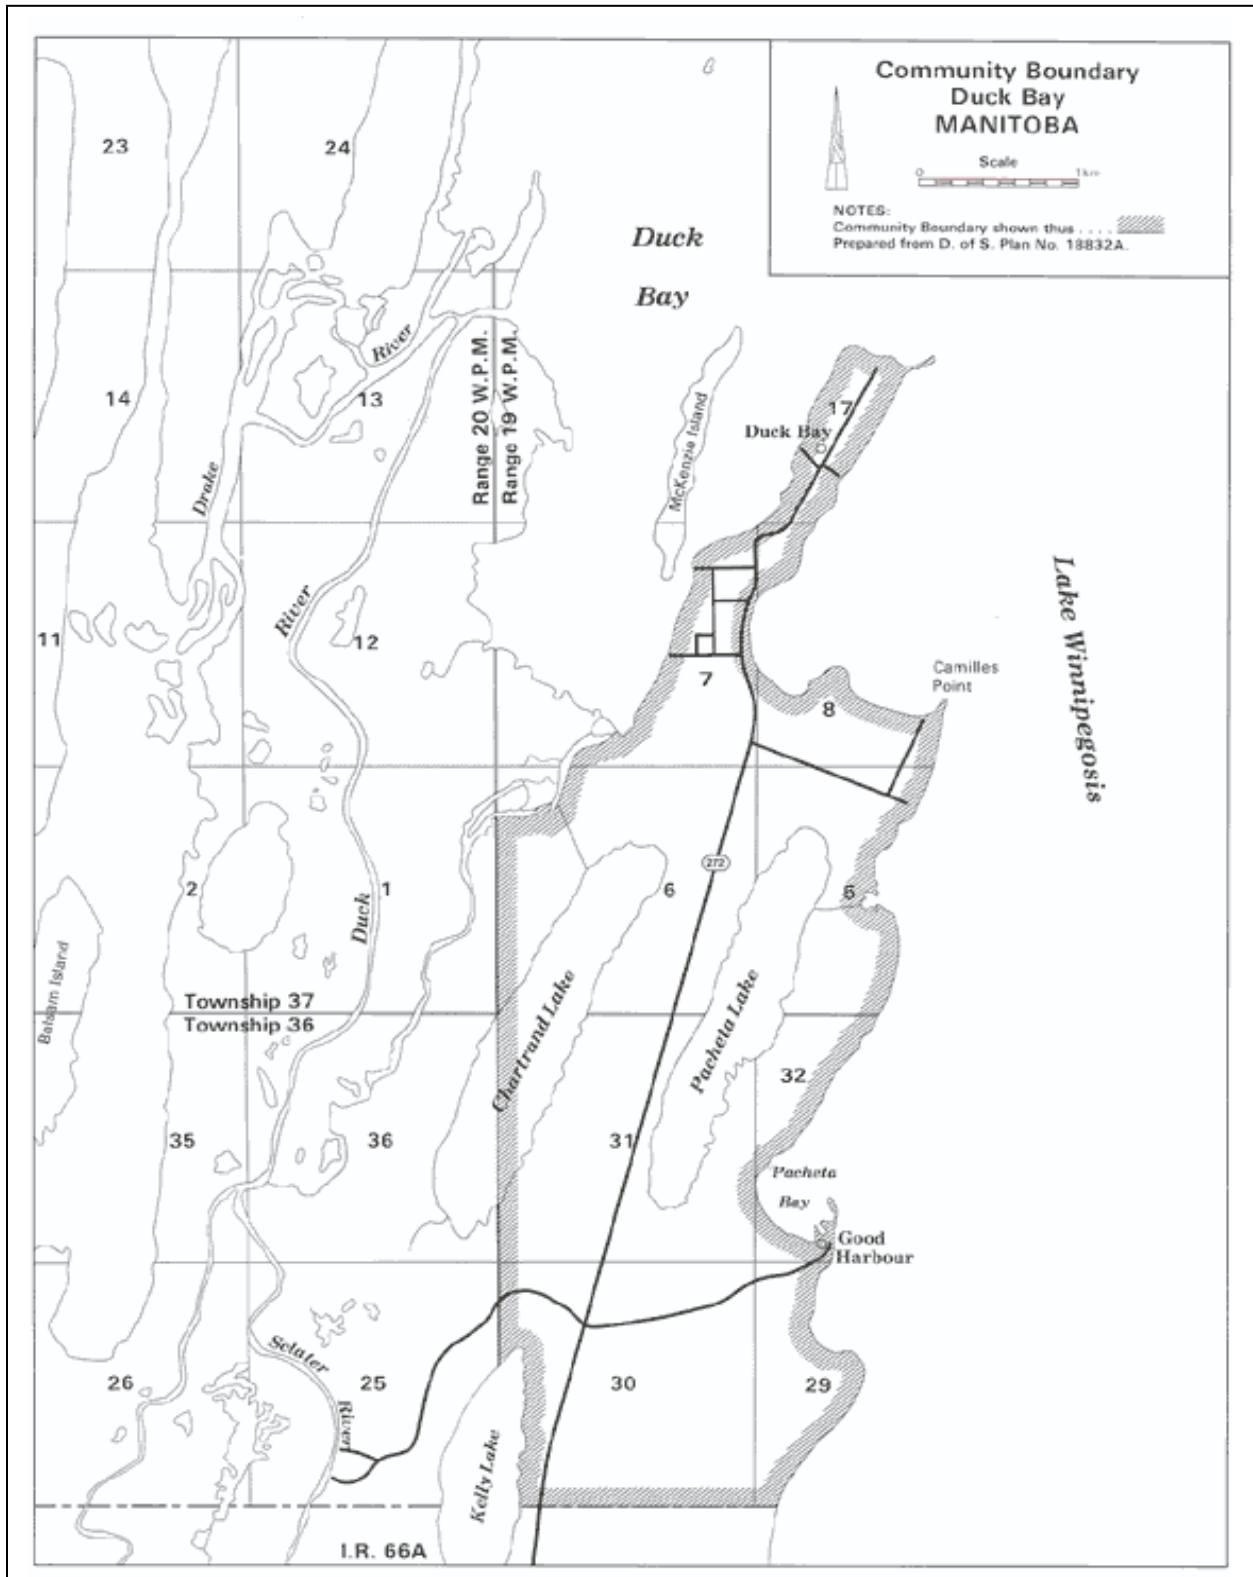 Community Boundary
Duck Bay
MANITOBA
Scale
0 1 km
NOTES:
Community Boundary shown thus . . . .
Prepared from D. of S. Plan No. 18832A.
23
24
Duck
Bay
River
14
13
Range 20 W.P.M.
Range 19 W.P.M.
McKenzie Island
17
Duck Bay
Drake
Lake Winnipegosis
River
11
12
7
Camilles
Point
8
272
2
1
6
5
Duck
Balsam Island
Township 37
Township 36
Chartrand Lake
Pacheta Lake
32
35
36
31
Pacheta
Bay
Good
Harbour
Sclater
River
26
25
30
29
Kelly Lake
I.R. 66A